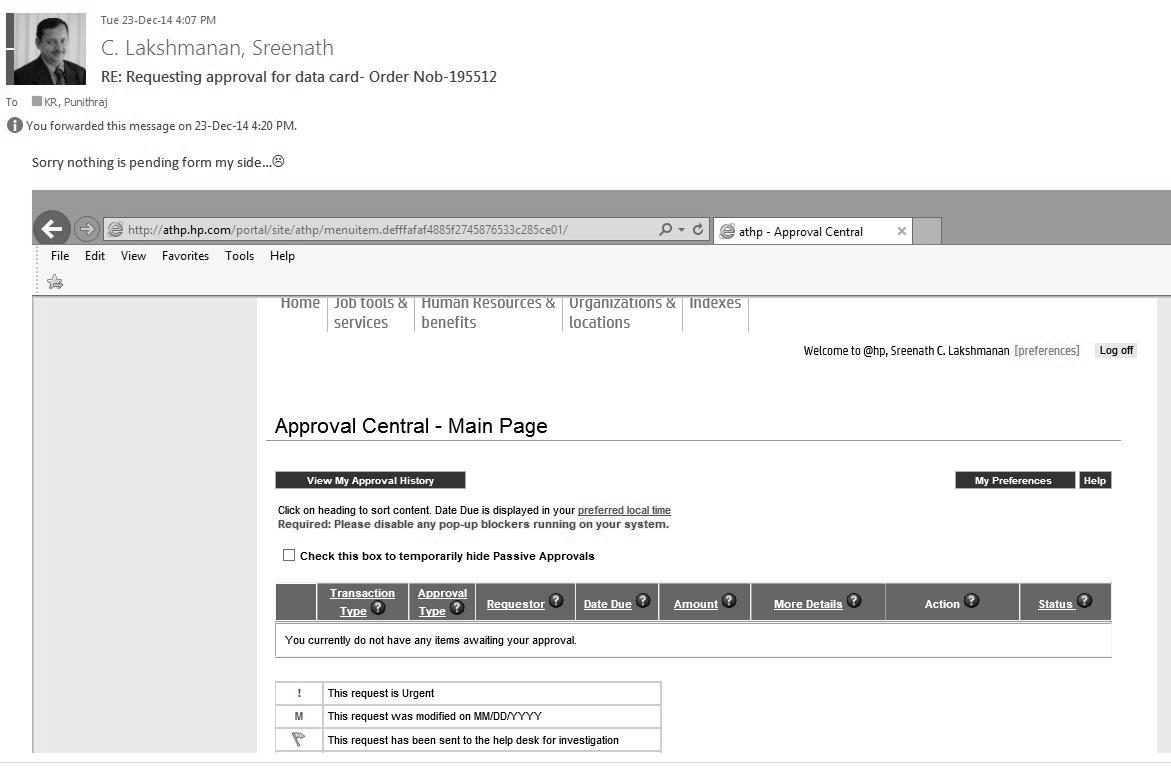 Tue 23-Dec-14 4:07 PM
C. Lakshmanan, Sreenath
RE: Requesting approval for data card- Order Nob-195512
To KR, Punithraj
You forwarded this message on 23-Dec-14 4:20 PM.
Sorry nothing is pending form my side...☹
http://athp.hp.com/portal/site/athp/menuitem.defffafaf4885f2745876533c285ce01/ athp - Approval Central
File Edit View Favorites Tools Help
Home Job tools & Human Resources & Organizations & Indexes
services benefits locations
Welcome to @hp, Sreenath C. Lakshmanan [preferences] Log off
Approval Central - Main Page
View My Approval History My Preferences Help
Click on heading to sort content. Date Due is displayed in your preferred local time
Required: Please disable any pop-up blockers running on your system.
Check this box to temporarily hide Passive Approvals
Transaction Type ? Approval Type ? Requestor ? Date Due ? Amount ? More Details ? Action ? Status ?
You currently do not have any items awaiting your approval.
! This request is Urgent
M This request was modified on MM/DD/YYYY
This request has been sent to the help desk for investigation